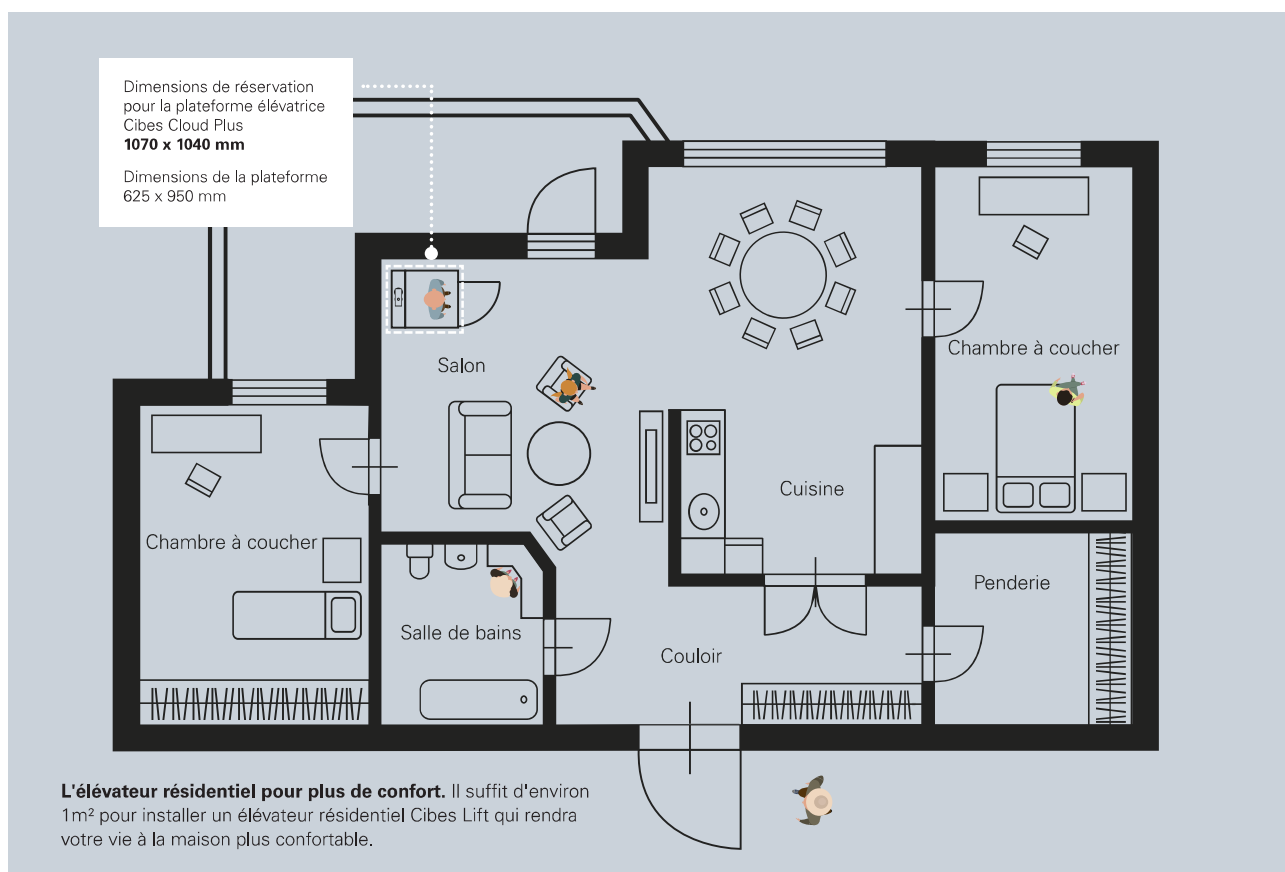 Dimensions de réservation
pour la plateforme élévatrice
Cibes Cloud Plus
1070 x 1040 mm
Dimensions de la plateforme
625 x 950 mm
Salon
Chambre à coucher
Cuisine
Chambre à coucher
Penderie
Salle de bains
Couloir
L'élévateur résidentiel pour plus de confort. Il suffit d'environ
1m² pour installer un élévateur résidentiel Cibes Lift qui rendra
votre vie à la maison plus confortable.